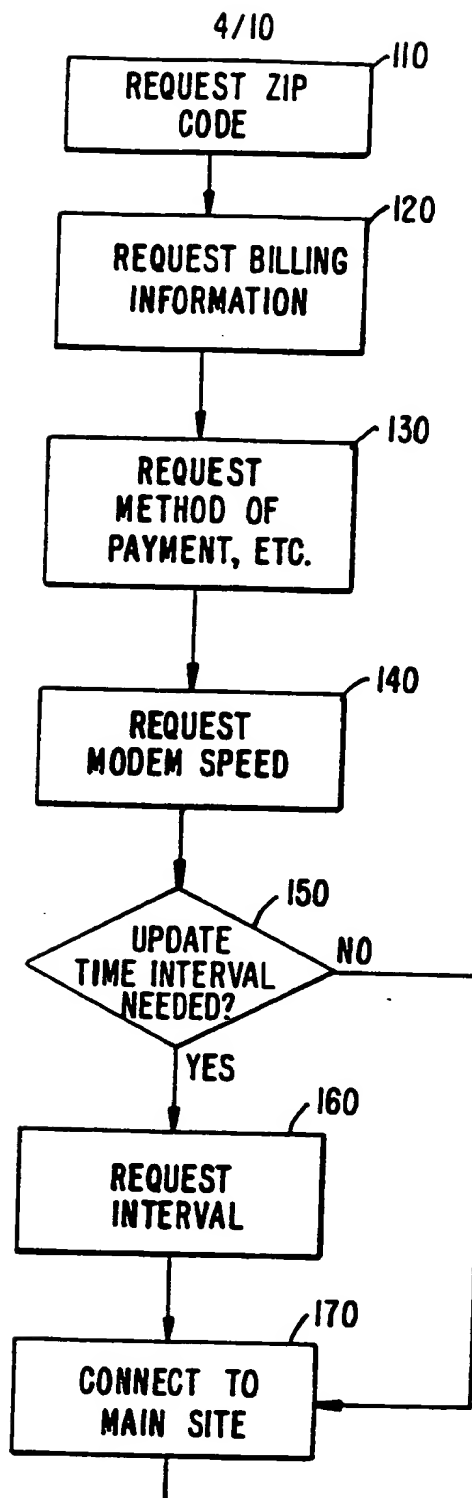 4/10
110
REQUEST ZIP
CODE
120
REQUEST BILLING
INFORMATION
130
REQUEST
METHOD OF
PAYMENT, ETC.
140
REQUEST
MODEM SPEED
150
UPDATE
TIME INTERVAL
NEEDED?
NO
YES
160
REQUEST
INTERVAL
170
CONNECT TO
MAIN SITE